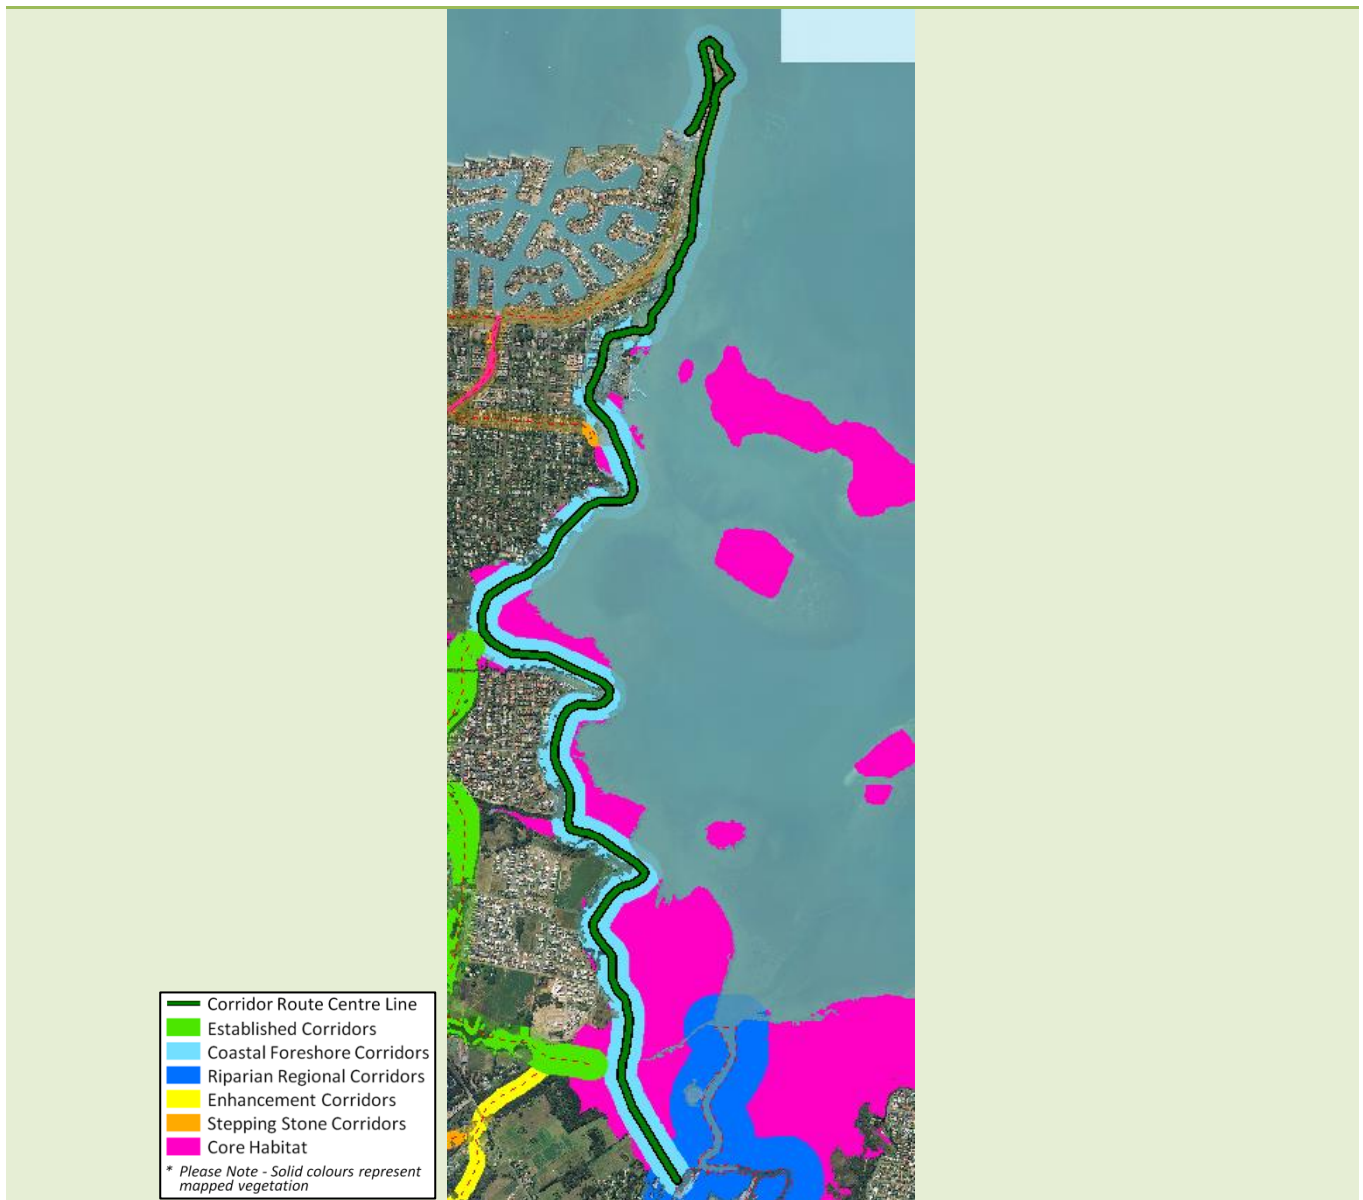 Corridor Route Centre Line
Established Corridors
Coastal Foreshore Corridors
Riparian Regional Corridors
Enhancement Corridors
Stepping Stone Corridors
Core Habitat
* Please Note - Solid colours represent
mapped vegetation